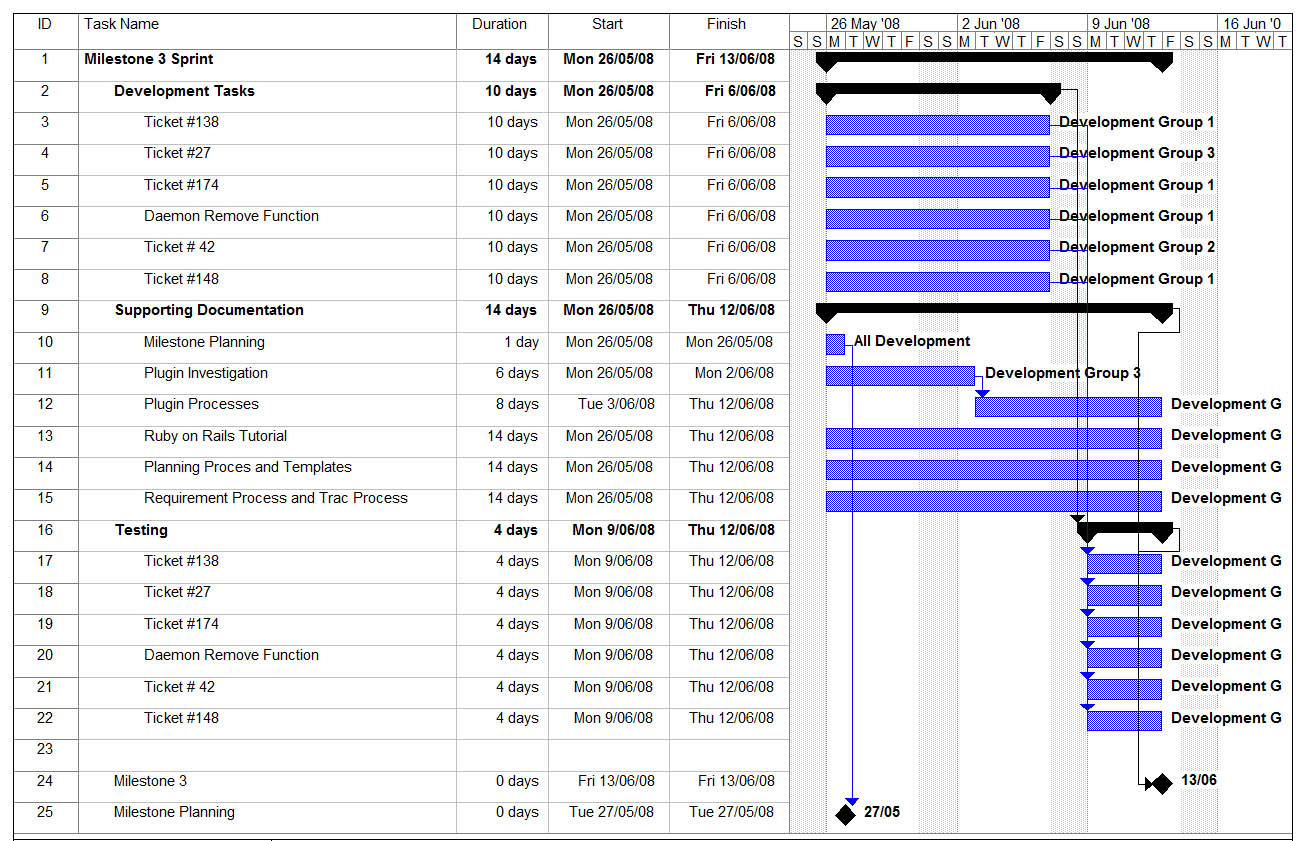 ID Task Name Duration Start Finish 26 May '08 2 Jun '08 9 Jun '08 16 Jun '0
S S M T W T F S S M T W T F S S M T W T F S S M T W T
1 Milestone 3 Sprint 14 days Mon 26/05/08 Fri 13/06/08
2 Development Tasks 10 days Mon 26/05/08 Fri 6/06/08
3 Ticket #138 10 days Mon 26/05/08 Fri 6/06/08 Development Group 1
4 Ticket #27 10 days Mon 26/05/08 Fri 6/06/08 Development Group 3
5 Ticket #174 10 days Mon 26/05/08 Fri 6/06/08 Development Group 1
6 Daemon Remove Function 10 days Mon 26/05/08 Fri 6/06/08 Development Group 1
7 Ticket # 42 10 days Mon 26/05/08 Fri 6/06/08 Development Group 2
8 Ticket #148 10 days Mon 26/05/08 Fri 6/06/08 Development Group 1
9 Supporting Documentation 14 days Mon 26/05/08 Thu 12/06/08
10 Milestone Planning 1 day Mon 26/05/08 Mon 26/05/08 All Development
11 Plugin Investigation 6 days Mon 26/05/08 Mon 2/06/08 Development Group 3
12 Plugin Processes 8 days Tue 3/06/08 Thu 12/06/08 Development G
13 Ruby on Rails Tutorial 14 days Mon 26/05/08 Thu 12/06/08 Development G
14 Planning Proces and Templates 14 days Mon 26/05/08 Thu 12/06/08 Development G
15 Requirement Process and Trac Process 14 days Mon 26/05/08 Thu 12/06/08 Development G
16 Testing 4 days Mon 9/06/08 Thu 12/06/08
17 Ticket #138 4 days Mon 9/06/08 Thu 12/06/08 Development G
18 Ticket #27 4 days Mon 9/06/08 Thu 12/06/08 Development G
19 Ticket #174 4 days Mon 9/06/08 Thu 12/06/08 Development G
20 Daemon Remove Function 4 days Mon 9/06/08 Thu 12/06/08 Development G
21 Ticket # 42 4 days Mon 9/06/08 Thu 12/06/08 Development G
22 Ticket #148 4 days Mon 9/06/08 Thu 12/06/08 Development G
23
24 Milestone 3 0 days Fri 13/06/08 Fri 13/06/08 13/06
25 Milestone Planning 0 days Tue 27/05/08 Tue 27/05/08 27/05